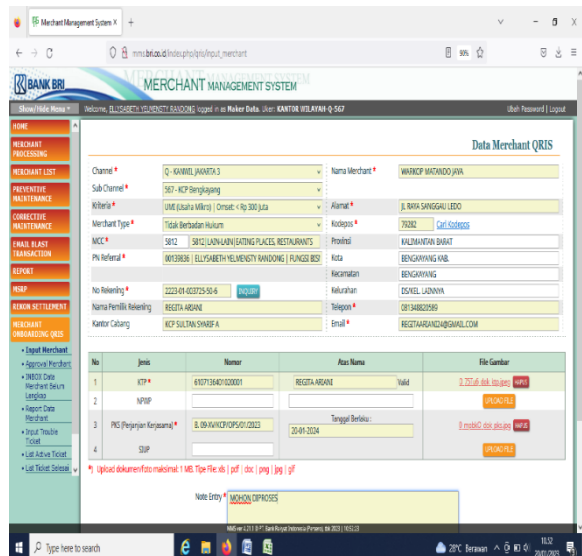 Merchant Management System X +
mms.bri.co.id/index.php/qris/input_merchant 90%
BANK BRI
MERCHANT MANAGEMENT SYSTEM
Show/Hide Menu
Welcome, ELLYSABETH YELMENSTY RANDONG logged in as Maker Data. Uker: KANTOR WILAYAH-Q-567 Ubah Password | Logout
HOME
MERCHANT PROCESSING
MERCHANT LIST
PREVENTIVE MAINTENANCE
CORRECTIVE MAINTENANCE
EMAIL BLAST TRANSACTION
REPORT
MSRP
REKON SETTLEMENT
MERCHANT ONBOARDING QRIS
• Input Merchant
• Approval Merchant
• INBOX Data Merchant Belum Lengkap
• Report Data Merchant
• Input Trouble Ticket
• List Active Ticket
• List Ticket Selesai
Data Merchant QRIS
Channel * Q - KANWIL JAKARTA 3 Nama Merchant * WARKOP MATANDO JAYA
Sub Channel * 567 - KCP Bengkayang
Kriteria * UMI (Usaha Mikro) | Omset: < Rp 300 Juta Alamat * JL RAYA SANGGAU LEDO
Merchant Type * Tidak Berbadan Hukum Kodepos * 79282 Cari Kodepos
MCC * 5812 5812 | LAIN-LAIN | EATING PLACES, RESTAURANTS Provinsi KALIMANTAN BARAT
PN Referral * 00139836 | ELLYSABETH YELMENSITY RANDONG | FUNGSI BIS Kota BENGKAYANG KAB.
Kecamatan BENGKAYANG
No Rekening * 2223-01-003775-50-6 INQUIRY Kelurahan DS/KEL. LAINNYA
Nama Pemilik Rekening REGITA ARIANI Telepon * 081348820589
Kantor Cabang KCP SULTAN SYARIF A Email * REGITAARIANI24@GMAIL.COM
No Jenis Nomor Atas Nama File Gambar
1 KTP * 6107136401020001 REGITA ARIANI Valid HAPUS
2 NPWP UPLOAD FILE
3 PKS (Perjanjian Kerjasama) * B. 09-XV/KCP/OPS/01/2023 Tanggal Berlaku : 20-01-2024 HAPUS
4 SIUP UPLOAD FILE
*) Upload dokumen/foto maksimal 1 MB. Tipe File: xls | pdf | doc | png | jpg | gif
Note Entry * MOHON DIPROSES
Type here to search 28°C Berawan 11.52
20/01/2023